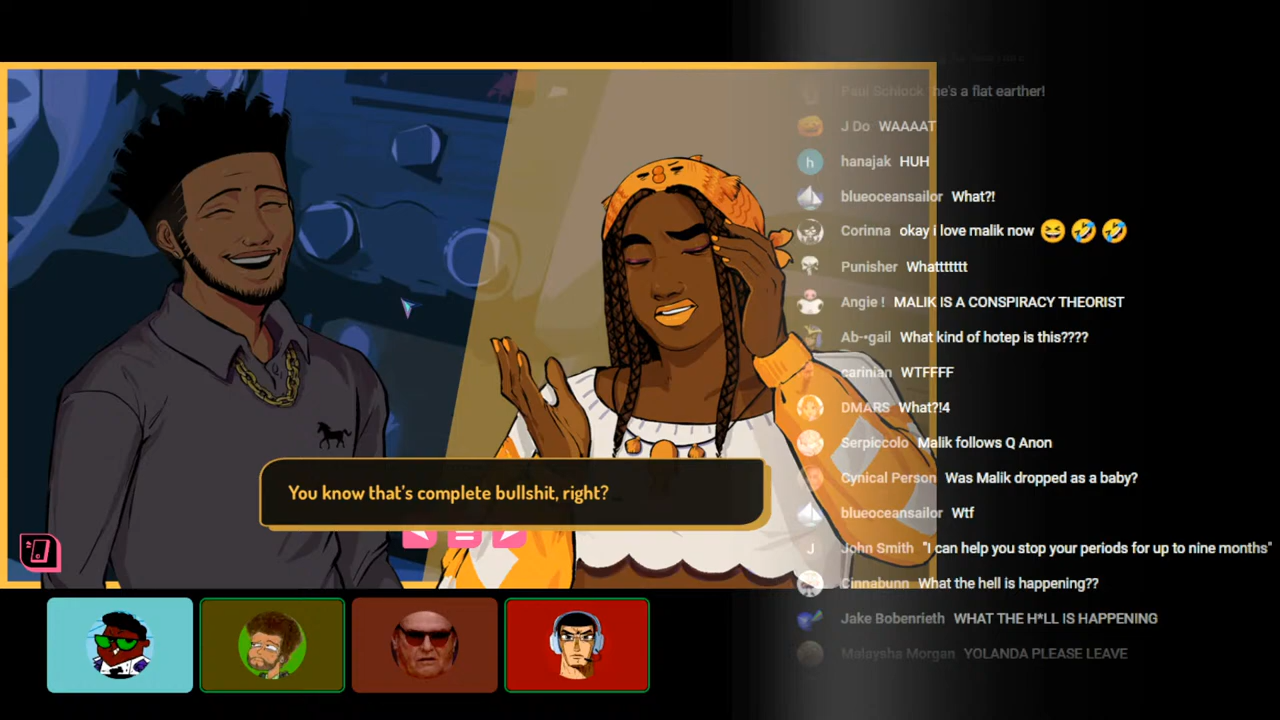 You know that's complete bullshit, right?
Paul Schlock he's a flat earther!
J Do WAAAAT
h hanajak HUH
blueoceansailor What?!
Corinna okay i love malik now 😆 🤣 🤣
Punisher Whattttttt
Angie ! MALIK IS A CONSPIRACY THEORIST
Ab-•gail What kind of hotep is this????
carinian WTFFFF
DMARS What?!4
Serpiccolo Malik follows Q Anon
Cynical Person Was Malik dropped as a baby?
blueoceansailor Wtf
J John Smith "I can help you stop your periods for up to nine months"
Cinnabunn What the hell is happening??
Jake Bobenrieth WHAT THE H*LL IS HAPPENING
Malaysha Morgan YOLANDA PLEASE LEAVE